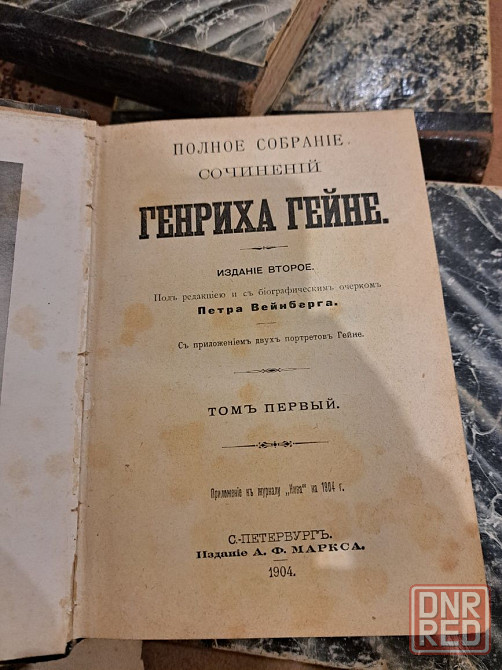 ПОЛНОЕ СОБРАНІЕ
СОЧИНЕНІЙ
ГЕНРИХА ГЕЙНЕ.
ИЗДАНІЕ ВТОРОЕ.
Подъ редакціею и съ біографическимъ очеркомъ
Петра Вейнберга.
Съ приложеніемъ двухъ портретовъ Гейне.
ТОМЪ ПЕРВЫЙ.
Приложеніе къ журналу „Нива" на 1904 г.
С.-ПЕТЕРБУРГЪ.
Изданіе А. Ф. МАРКСА.
1904.
DNR
RED